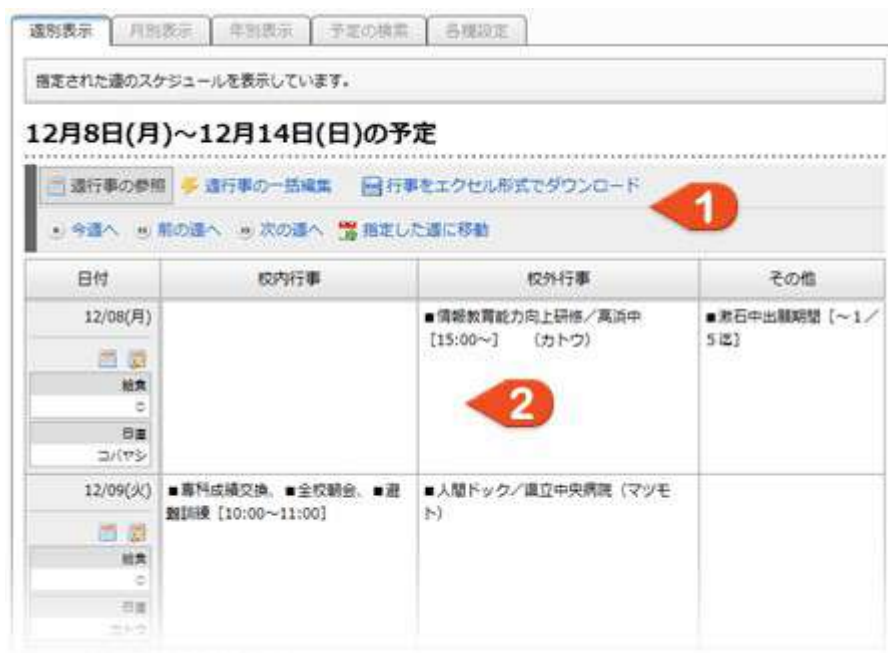 週別表示 月別表示 年別表示 予定の検索 各種設定
指定された週のスケジュールを表示しています。
12月8日(月)～12月14日(日)の予定
週行事の参照 週行事の一括編集 行事をエクセル形式でダウンロード
1
今週へ 前の週へ 次の週へ 指定した週に移動
日付 校内行事 校外行事 その他
12/08(月) ■情報教育能力向上研修／高浜中 ■漱石中出願期間［～1／
[15:00～] （カトウ） 5迄］
給食
○
2
日直
コバヤシ
12/09(火) ■専科成績交換、■全校朝会、■避 ■人間ドック／県立中央病院（マツモ
難訓練［10:00～11:00］ ト）
給食
○
日直
カトウ